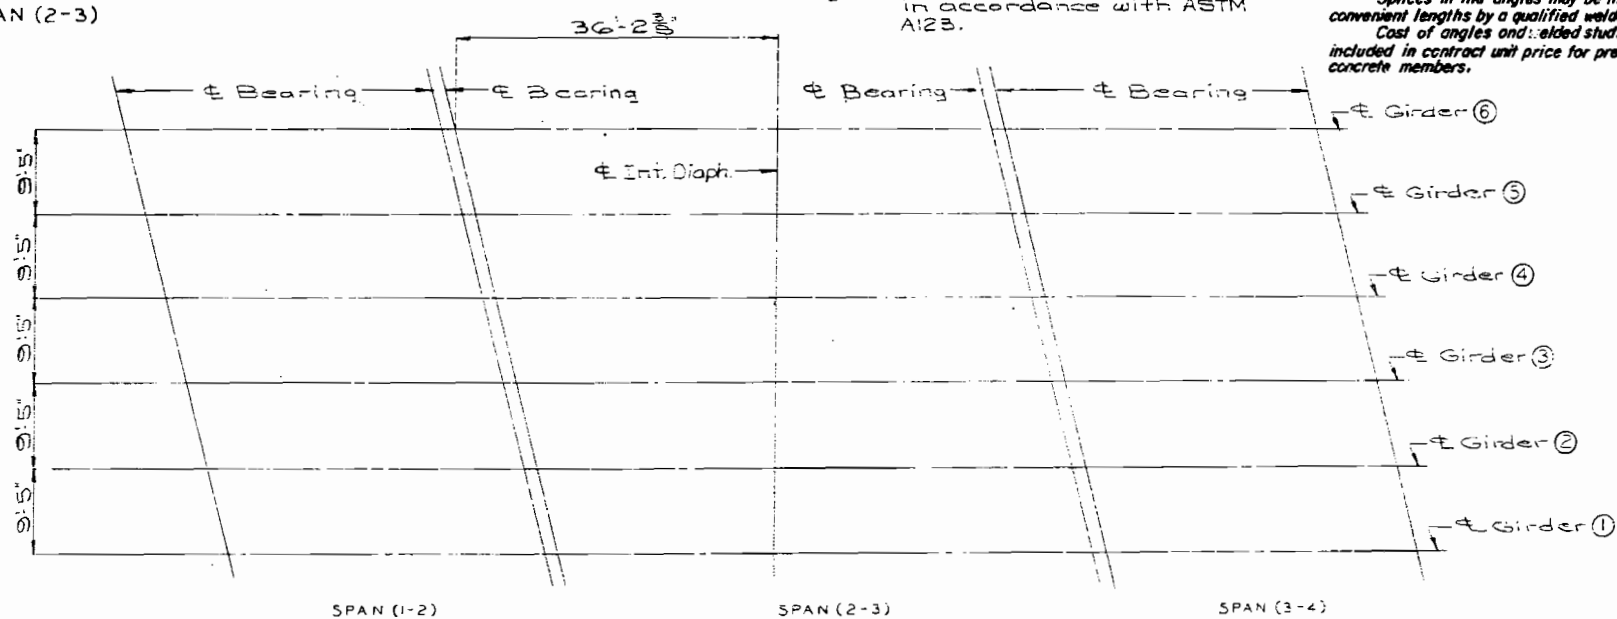 AN (2-3)
in accordance with ASTM
A123.
convenient lengths by a qualified weld
Cost of angles and welded stud
included in contract unit price for pre
concrete members.
36'-2 3/8"
℄ Bearing
℄ Bearing
℄ Bearing
℄ Bearing
℄ Girder ⑥
℄ Int. Diaph.
℄ Girder ⑤
℄ Girder ④
℄ Girder ③
℄ Girder ②
℄ Girder ①
9'-5"
9'-5"
9'-5"
9'-5"
9'-5"
SPAN (1-2)
SPAN (2-3)
SPAN (3-4)